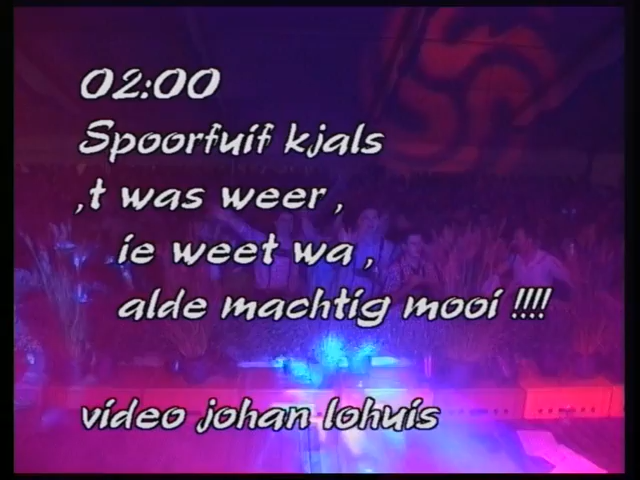 02:00
Spoorfuif kjals
,t was weer ,
ie weet wa ,
alde machtig mooi !!!!
video johan lohuis